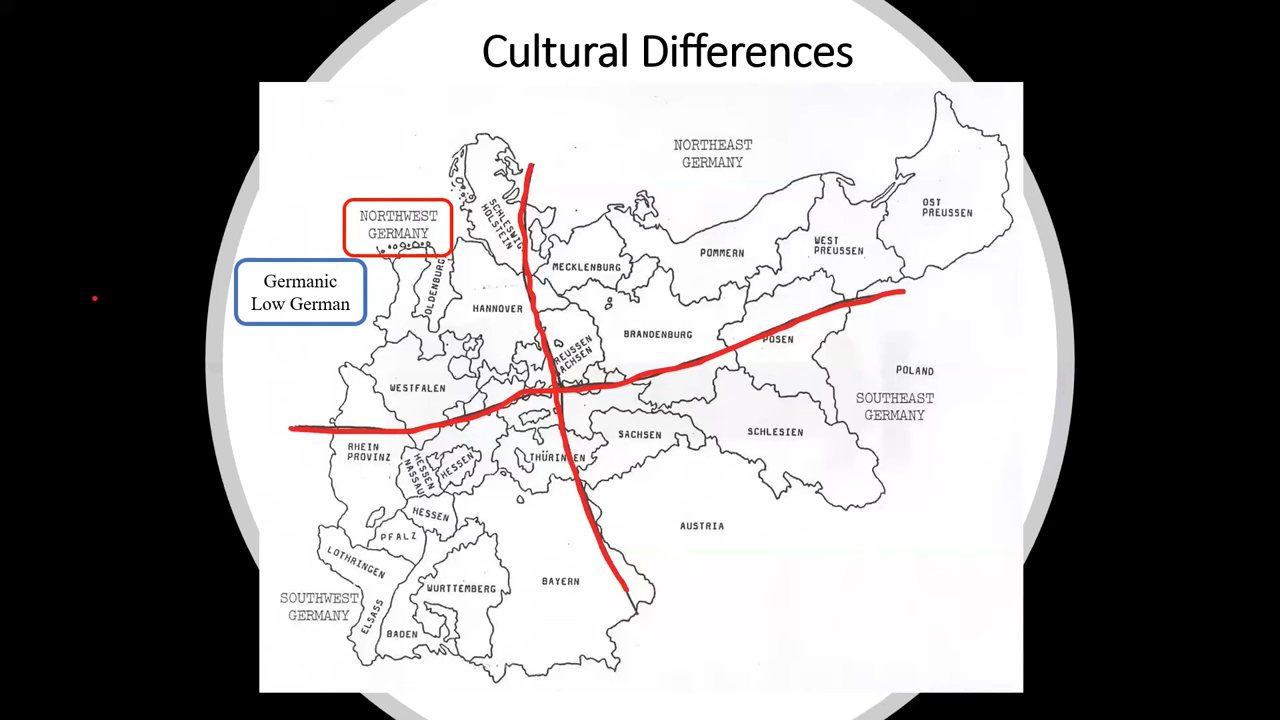 Cultural Differences
NORTHEAST
GERMANY
OST
PREUSSEN
NORTHWEST
GERMANY
SCHLESWIG
HOLSTEIN
WEST
PREUSSEN
POMMERN
MECKLENBURG
Germanic
Low German
OLDENBURG
HANNOVER
BRANDENBURG
POSEN
POLAND
WESTFALEN
SOUTHEAST
GERMANY
SACHSEN
SCHLESIEN
RHEIN
PROVINZ
HESSEN
NASSAU
HESSEN
THÜRINGEN
HESSEN
PFALZ
AUSTRIA
LOTHRINGEN
BAYERN
WURTTEMBERG
SOUTHWEST
GERMANY
ELSASS
BADEN